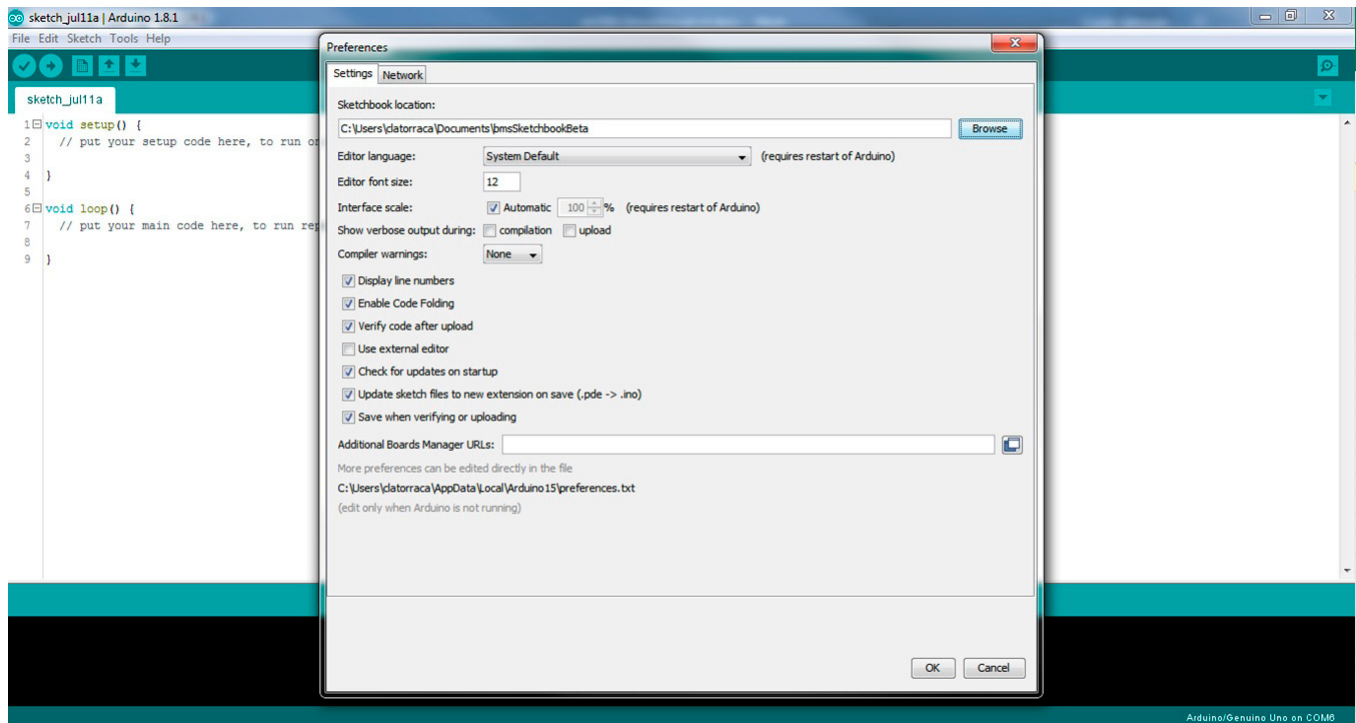 sketch_jul11a | Arduino 1.8.1
File Edit Sketch Tools Help
sketch_jul11a
1 void setup() {
2 // put your setup code here, to run
3
4 }
5
6 void loop() {
7 // put your main code here, to run
8
9 }
Preferences
Settings Network
Sketchbook location:
C:\Users\clatorraca\Documents\bmsSketchbookBeta Browse
Editor language: System Default (requires restart of Arduino)
Editor font size: 12
Interface scale: Automatic 100 % (requires restart of Arduino)
Show verbose output during: compilation upload
Compiler warnings: None
Display line numbers
Enable Code Folding
Verify code after upload
Use external editor
Check for updates on startup
Update sketch files to new extension on save (.pde -> .ino)
Save when verifying or uploading
Additional Boards Manager URLs:
More preferences can be edited directly in the file
C:\Users\clatorraca\AppData\Local\Arduino15\preferences.txt
(edit only when Arduino is not running)
OK Cancel
Arduino/Genuino Uno on COM6